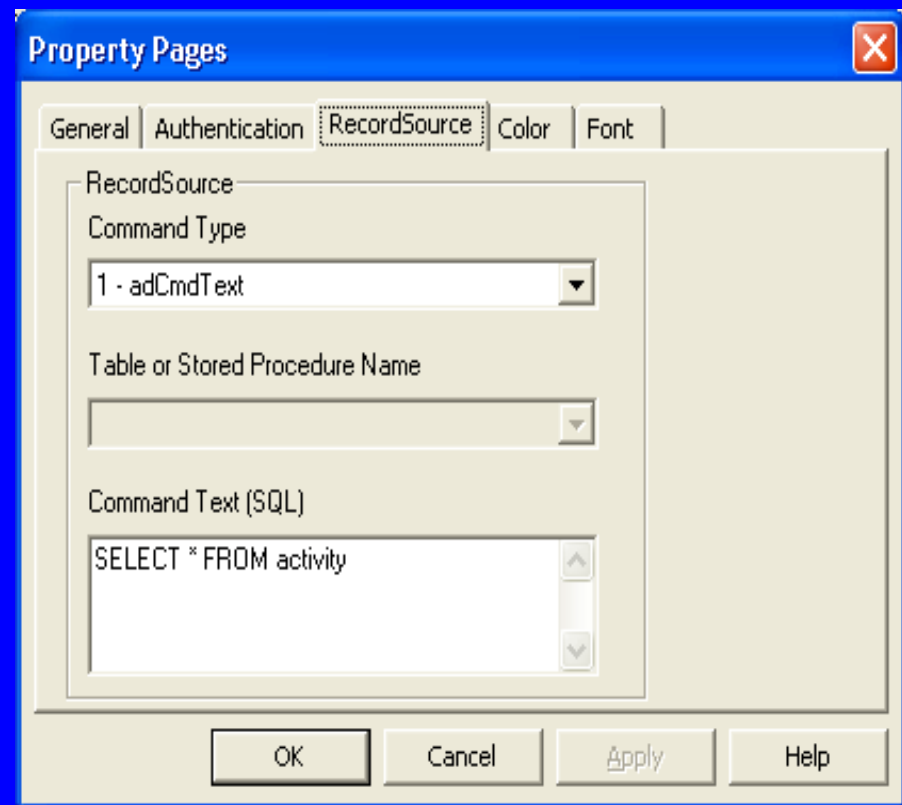 Property Pages
General Authentication RecordSource Color Font
RecordSource
Command Type
1 - adCmdText
Table or Stored Procedure Name
Command Text (SQL)
SELECT * FROM activity
OK Cancel Apply Help